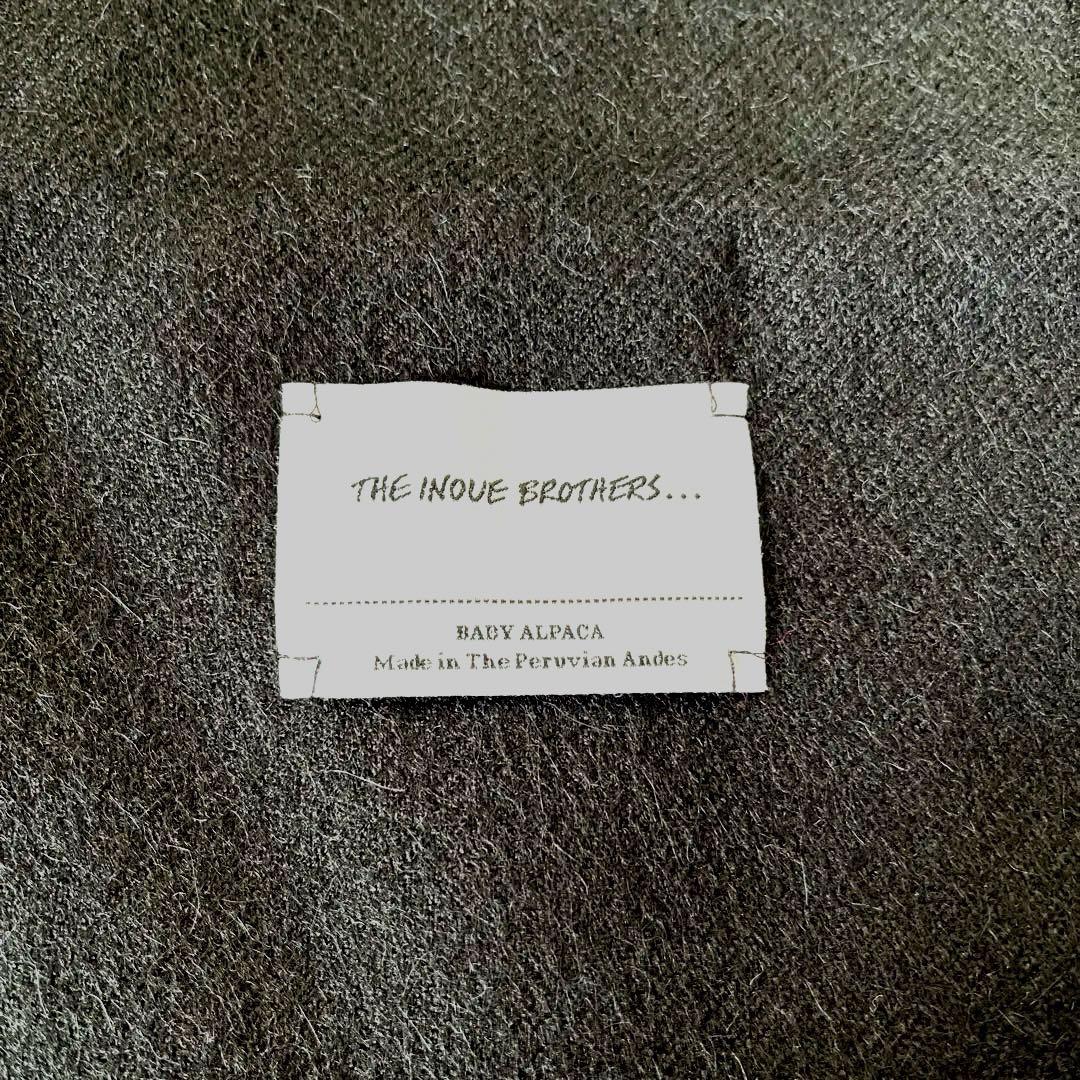 THE INOUE BROTHERS...
BABY ALPACA
Made in The Peruvian Andes